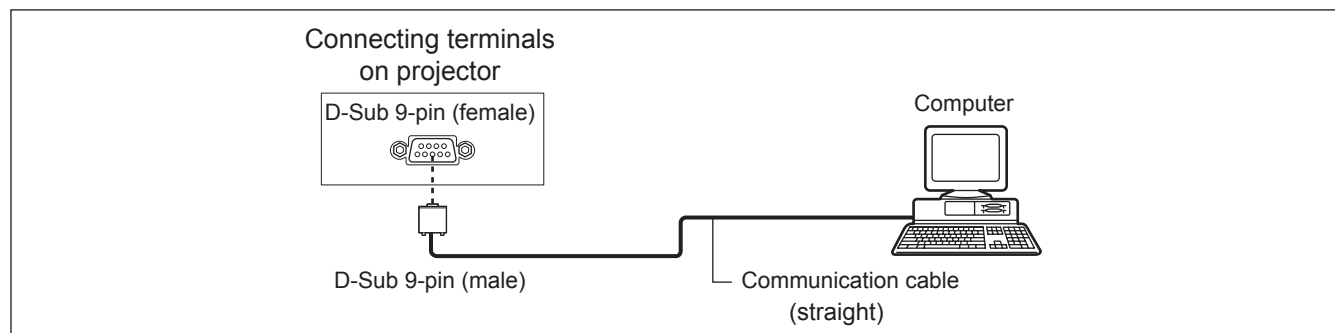 Connecting terminals
on projector
D-Sub 9-pin (female)
Computer
D-Sub 9-pin (male)
Communication cable
(straight)